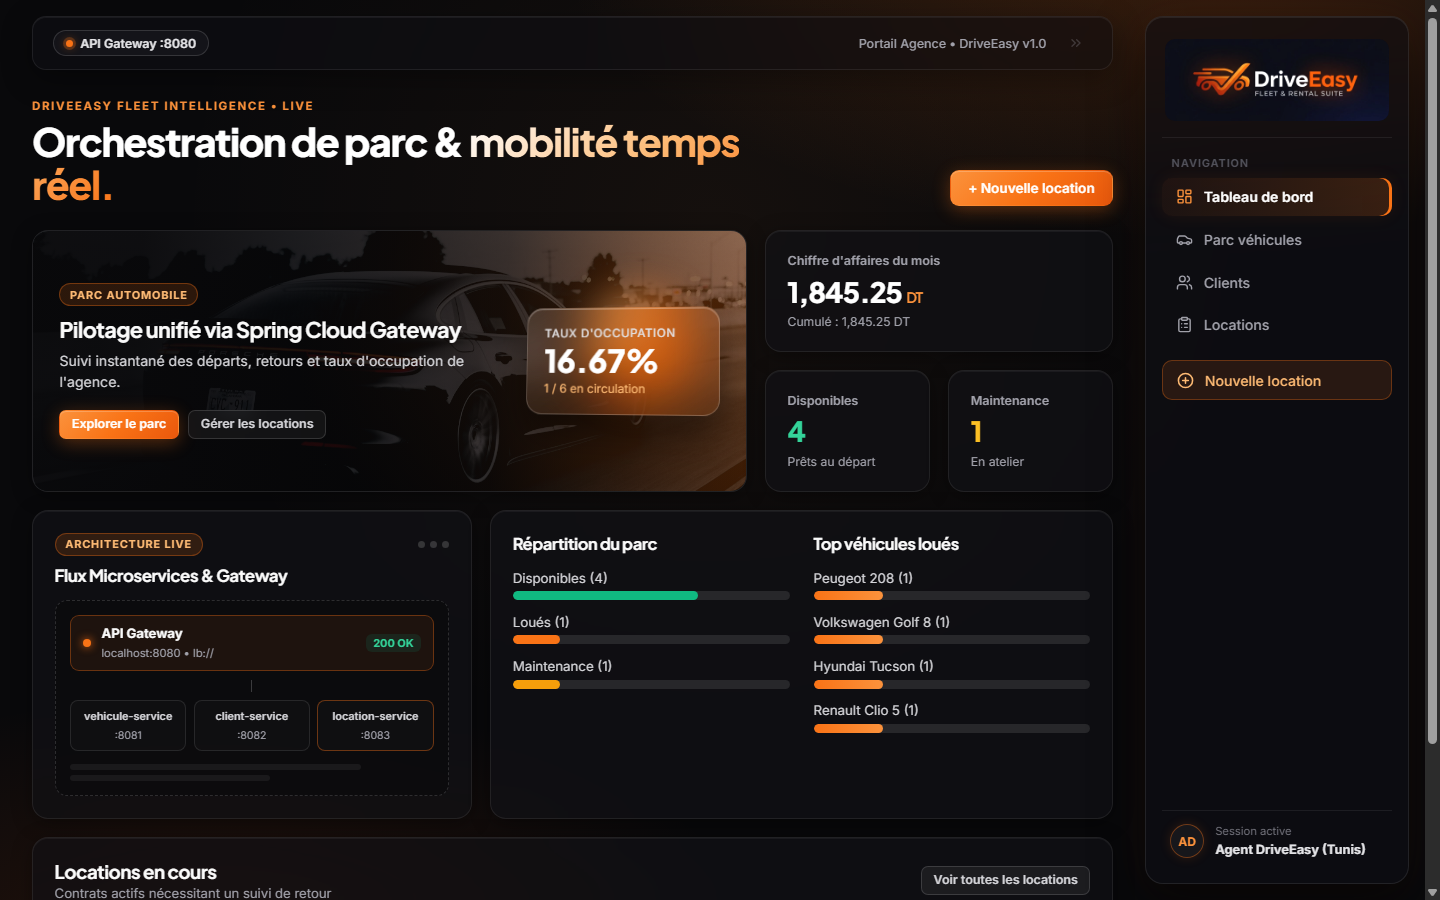 API Gateway :8080
Portail Agence • DriveEasy v1.0 »
DRIVEEASY FLEET INTELLIGENCE • LIVE
Orchestration de parc & mobilité temps
réel.
+ Nouvelle location
PARC AUTOMOBILE
Pilotage unifié via Spring Cloud Gateway
Suivi instantané des départs, retours et taux d'occupation de
l'agence.
Explorer le parc
Gérer les locations
TAUX D'OCCUPATION
16.67%
1 / 6 en circulation
Chiffre d'affaires du mois
1,845.25 DT
Cumulé : 1,845.25 DT
Disponibles
4
Prêts au départ
Maintenance
1
En atelier
ARCHITECTURE LIVE
Flux Microservices & Gateway
API Gateway
localhost:8080 • lb://
200 OK
vehicule-service
:8081
client-service
:8082
location-service
:8083
Répartition du parc
Disponibles (4)
Loués (1)
Maintenance (1)
Top véhicules loués
Peugeot 208 (1)
Volkswagen Golf 8 (1)
Hyundai Tucson (1)
Renault Clio 5 (1)
Locations en cours
Contrats actifs nécessitant un suivi de retour
Voir toutes les locations
DriveEasy
FLEET & RENTAL SUITE
NAVIGATION
Tableau de bord
Parc véhicules
Clients
Locations
Nouvelle location
AD
Session active
Agent DriveEasy (Tunis)